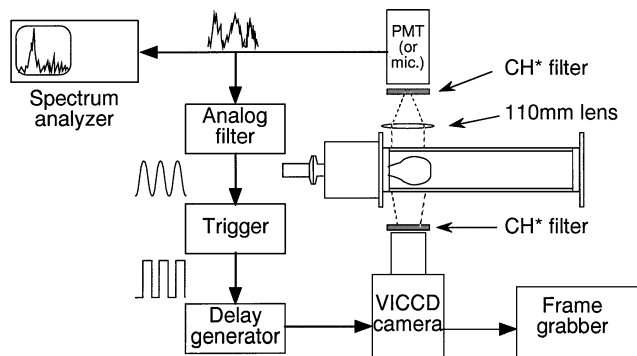 PMT
(or
mic.)
CH* filter
Spectrum
analyzer
Analog
filter
110mm lens
Trigger
CH* filter
Delay
generator
VICCD
camera
Frame
grabber